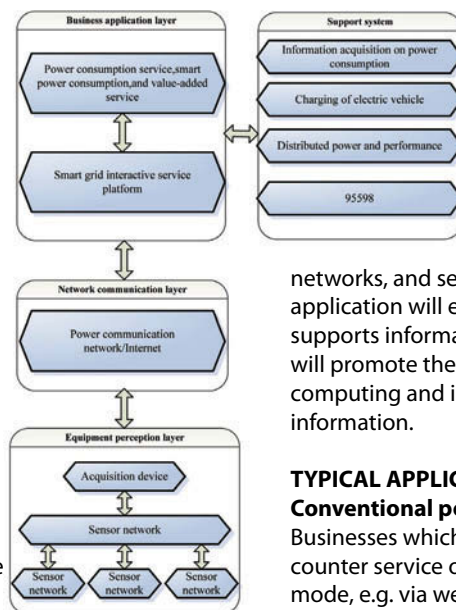 Business application layer
Power consumption service,smart
power consumption,and value-added
service
Smart grid interactive service
platform
Support system
Information acquisition on power
consumption
Charging of electric vehicle
Distributed power and performance
95598
Network communication layer
Power communication
network/Internet
Equipment perception layer
Acquisition device
Sensor network
Sensor
network
Sensor
network
Sensor
network
e
networks, and se
application will e
supports informa
will promote the
computing and i
information.
TYPICAL APPLIC
Conventional po
Businesses which
counter service o
mode, e.g. via we